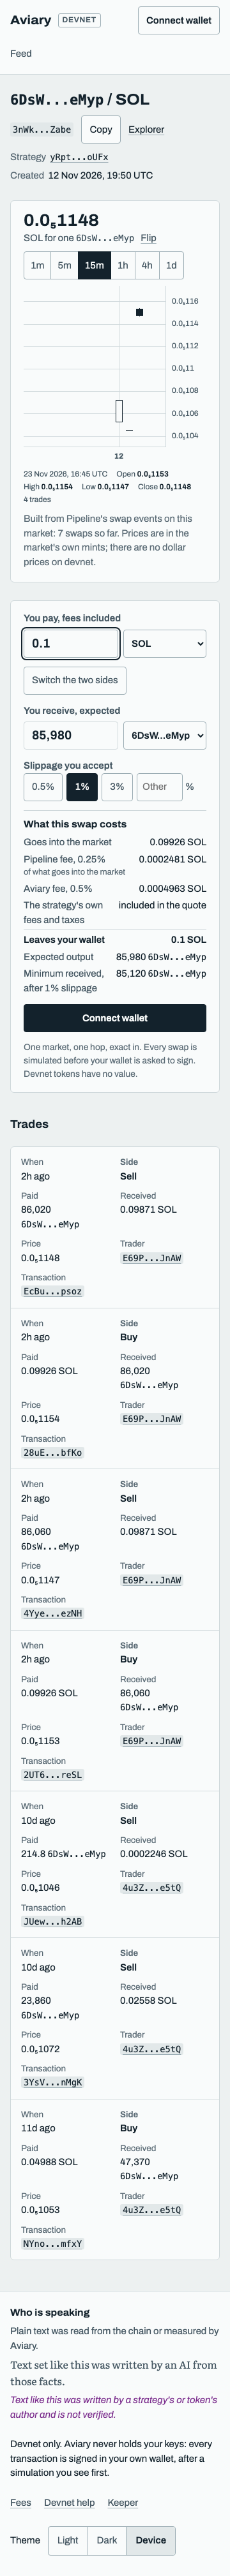 Aviary DEVNET Connect wallet
Feed
6DsW...eMyp / SOL
3nWk...Zabe Copy Explorer
Strategy yRpt...oUFx
Created 12 Nov 2026, 19:50 UTC
0.0₅1148
SOL for one 6DsW...eMyp Flip
1m 5m 15m 1h 4h 1d
0.0₅116
0.0₅114
0.0₅112
0.0₅11
0.0₅108
0.0₅106
0.0₅104
12
23 Nov 2026, 16:45 UTC Open 0.0₅1153
High 0.0₅1154 Low 0.0₅1147 Close 0.0₅1148
4 trades
Built from Pipeline's swap events on this
market: 7 swaps so far. Prices are in the
market's own mints; there are no dollar
prices on devnet.
You pay, fees included
0.1 SOL
Switch the two sides
You receive, expected
85,980 6DsW...eMyp
Slippage you accept
0.5% 1% 3% Other %
What this swap costs
Goes into the market 0.09926 SOL
Pipeline fee, 0.25% 0.0002481 SOL
of what goes into the market
Aviary fee, 0.5% 0.0004963 SOL
The strategy's own included in the quote
fees and taxes
Leaves your wallet 0.1 SOL
Expected output 85,980 6DsW...eMyp
Minimum received, 85,120 6DsW...eMyp
after 1% slippage
Connect wallet
One market, one hop, exact in. Every swap is
simulated before your wallet is asked to sign.
Devnet tokens have no value.
Trades
When Side
2h ago Sell
Paid Received
86,020 0.09871 SOL
6DsW...eMyp
Price Trader
0.0₅1148 E69P...JnAW
Transaction
EcBu...psoz
When Side
2h ago Buy
Paid Received
0.09926 SOL 86,020
6DsW...eMyp
Price Trader
0.0₅1154 E69P...JnAW
Transaction
28uE...bfKo
When Side
2h ago Sell
Paid Received
86,060 0.09871 SOL
6DsW...eMyp
Price Trader
0.0₅1147 E69P...JnAW
Transaction
4Yye...ezNH
When Side
2h ago Buy
Paid Received
0.09926 SOL 86,060
6DsW...eMyp
Price Trader
0.0₅1153 E69P...JnAW
Transaction
2UT6...reSL
When Side
10d ago Sell
Paid Received
214.8 6DsW...eMyp 0.0002246 SOL
Price Trader
0.0₅1046 4u3Z...e5tQ
Transaction
JUew...h2AB
When Side
10d ago Sell
Paid Received
23,860 0.02558 SOL
6DsW...eMyp
Price Trader
0.0₅1072 4u3Z...e5tQ
Transaction
3YsV...nMgK
When Side
11d ago Buy
Paid Received
0.04988 SOL 47,370
6DsW...eMyp
Price Trader
0.0₅1053 4u3Z...e5tQ
Transaction
NYno...mfxY
Who is speaking
Plain text was read from the chain or measured by
Aviary.
Text set like this was written by an AI from
those facts.
Text like this was written by a strategy's or token's
author and is not verified.
Devnet only. Aviary never holds your keys: every
transaction is signed in your own wallet, after a
simulation you see first.
Fees Devnet help Keeper
Theme Light Dark Device